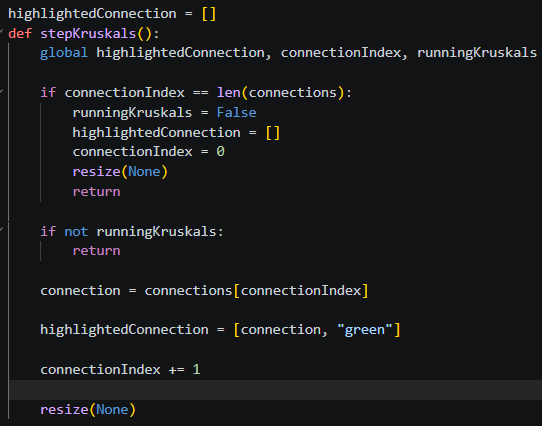 highlightedConnection = []
def stepKruskals():
    global highlightedConnection, connectionIndex, runningKruskals
    if connectionIndex == len(connections):
        runningKruskals = False
        highlightedConnection = []
        connectionIndex = 0
        resize(None)
        return
    if not runningKruskals:
        return
    connection = connections[connectionIndex]
    highlightedConnection = [connection, "green"]
    connectionIndex += 1
    resize(None)